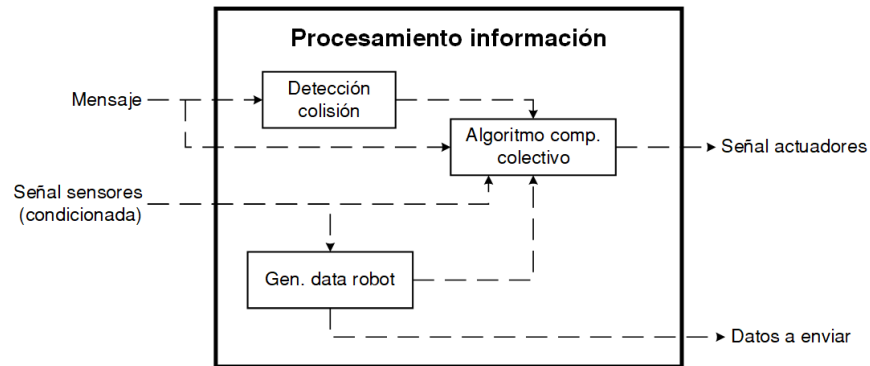 Procesamiento información
Mensaje
Detección
colisión
Algoritmo comp.
colectivo
Señal actuadores
Señal sensores
(condicionada)
Gen. data robot
Datos a enviar